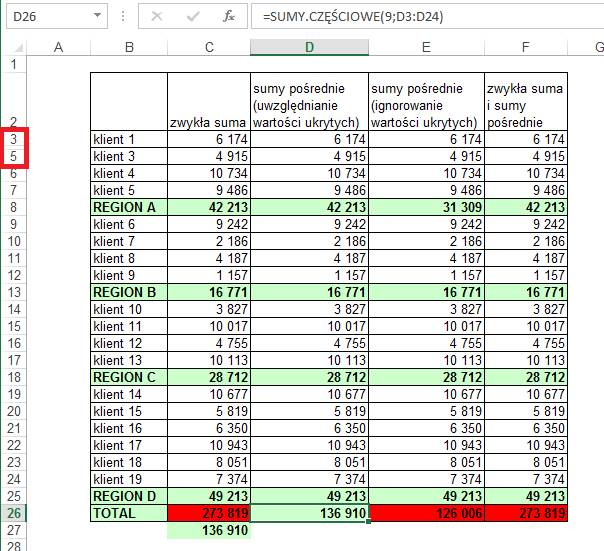 D26 =SUMY.CZĘŚCIOWE(9;D3:D24)
A B C D E F G
1
2 zwykła suma sumy pośrednie (uwzględnianie wartości ukrytych) sumy pośrednie (ignorowanie wartości ukrytych) zwykła suma i sumy pośrednie
3 klient 1 6 174 6 174 6 174 6 174
5 klient 3 4 915 4 915 4 915 4 915
6 klient 4 10 734 10 734 10 734 10 734
7 klient 5 9 486 9 486 9 486 9 486
8 REGION A 42 213 42 213 31 309 42 213
9 klient 6 9 242 9 242 9 242 9 242
10 klient 7 2 186 2 186 2 186 2 186
11 klient 8 4 187 4 187 4 187 4 187
12 klient 9 1 157 1 157 1 157 1 157
13 REGION B 16 771 16 771 16 771 16 771
14 klient 10 3 827 3 827 3 827 3 827
15 klient 11 10 017 10 017 10 017 10 017
16 klient 12 4 755 4 755 4 755 4 755
17 klient 13 10 113 10 113 10 113 10 113
18 REGION C 28 712 28 712 28 712 28 712
19 klient 14 10 677 10 677 10 677 10 677
20 klient 15 5 819 5 819 5 819 5 819
21 klient 16 6 350 6 350 6 350 6 350
22 klient 17 10 943 10 943 10 943 10 943
23 klient 18 8 051 8 051 8 051 8 051
24 klient 19 7 374 7 374 7 374 7 374
25 REGION D 49 213 49 213 49 213 49 213
26 TOTAL 273 819 136 910 126 006 273 819
27 136 910
28